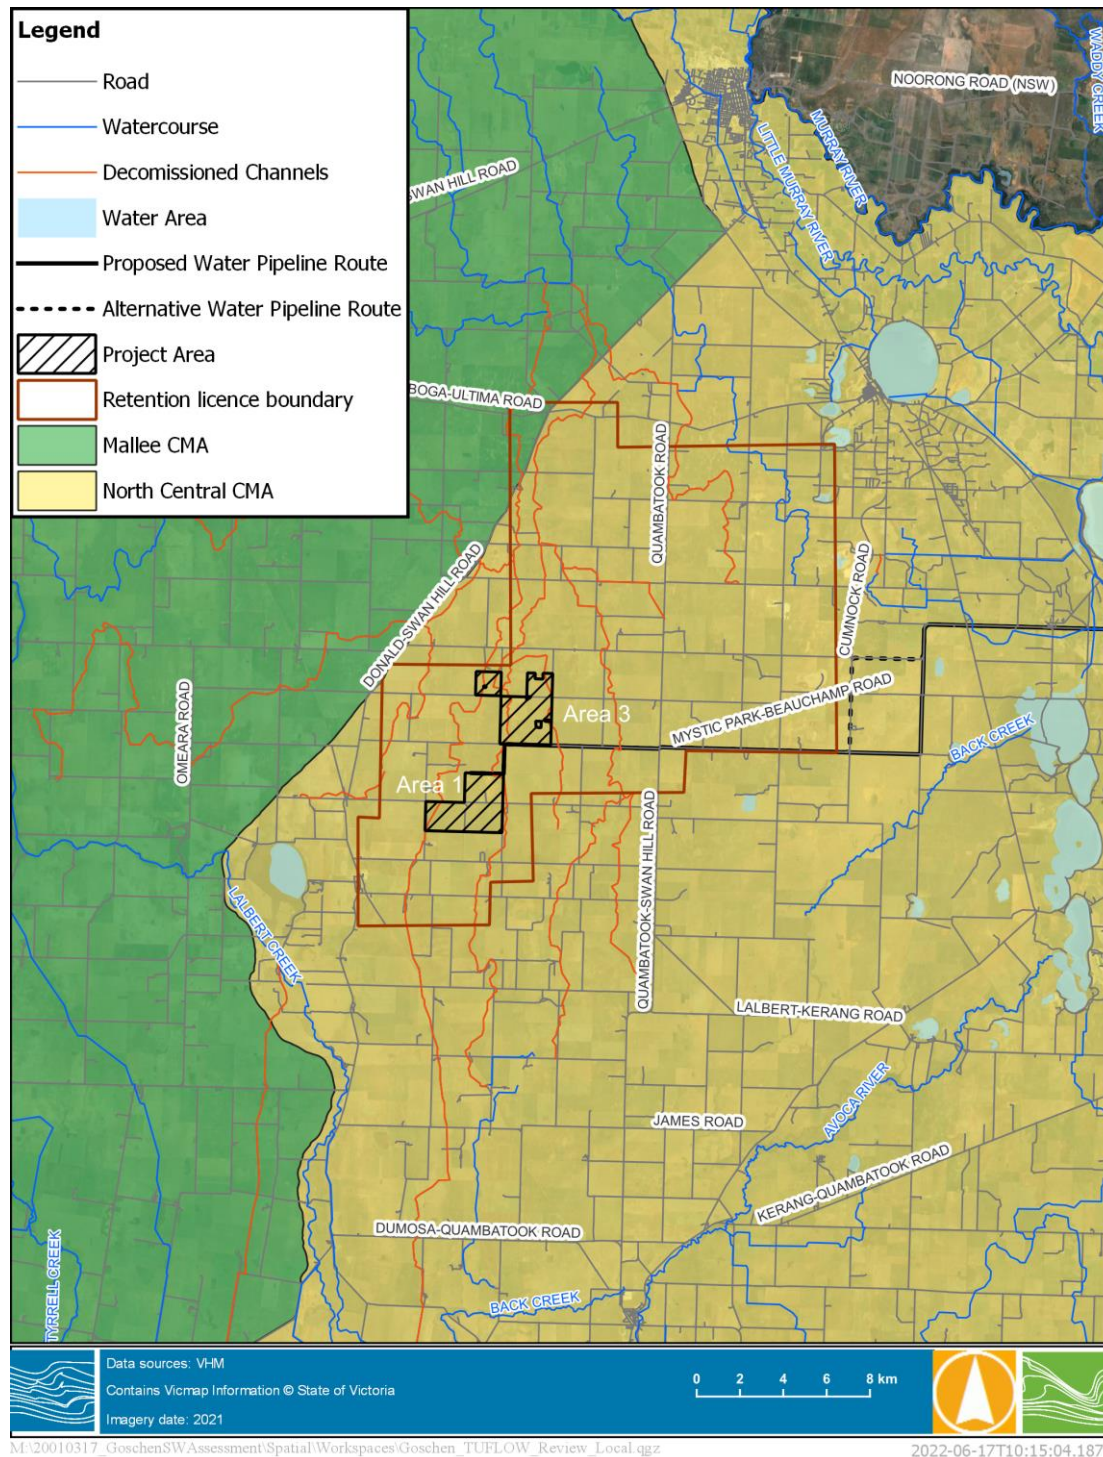 Legend
Road
Watercourse
Decomissioned Channels
Water Area
Proposed Water Pipeline Route
Alternative Water Pipeline Route
Project Area
Retention licence boundary
Mallee CMA
North Central CMA
NOORONG ROAD (NSW)
WADDY CREEK
MURRAY RIVER
LITTLE MURRAY RIVER
SWAN HILL ROAD
BOGA-ULTIMA ROAD
QUAMBATOOK ROAD
DONALD-SWAN HILL ROAD
CUMNOCK ROAD
OMEARA ROAD
Area 3
MYSTIC PARK-BEAUCHAMP ROAD
BACK CREEK
Area 1
QUAMBATOOK-SWAN HILL ROAD
LALBERT CREEK
LALBERT-KERANG ROAD
AVOCA RIVER
JAMES ROAD
KERANG-QUAMBATOOK ROAD
DUMOSA-QUAMBATOOK ROAD
TYRRELL CREEK
BACK CREEK
Data sources: VHM
Contains Vicmap Information © State of Victoria
Imagery date: 2021
0 2 4 6 8 km
M:\20010317_GoschenSWAssessment\Spatial\Workspaces\Goschen_TUFLOW_Review_Local.qgz
2022-06-17T10:15:04.187